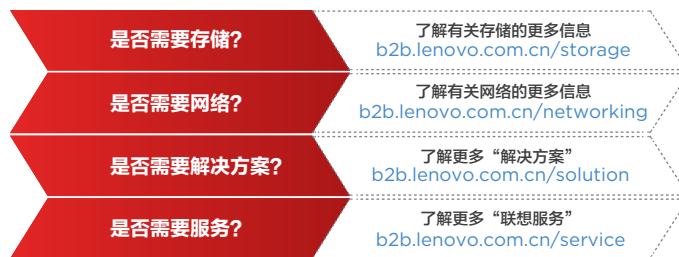 是否需要存储?
了解有关存储的更多信息
b2b.lenovo.com.cn/storage
是否需要网络?
了解有关网络的更多信息
b2b.lenovo.com.cn/networking
是否需要解决方案?
了解更多“解决方案”
b2b.lenovo.com.cn/solution
是否需要服务?
了解更多“联想服务”
b2b.lenovo.com.cn/service